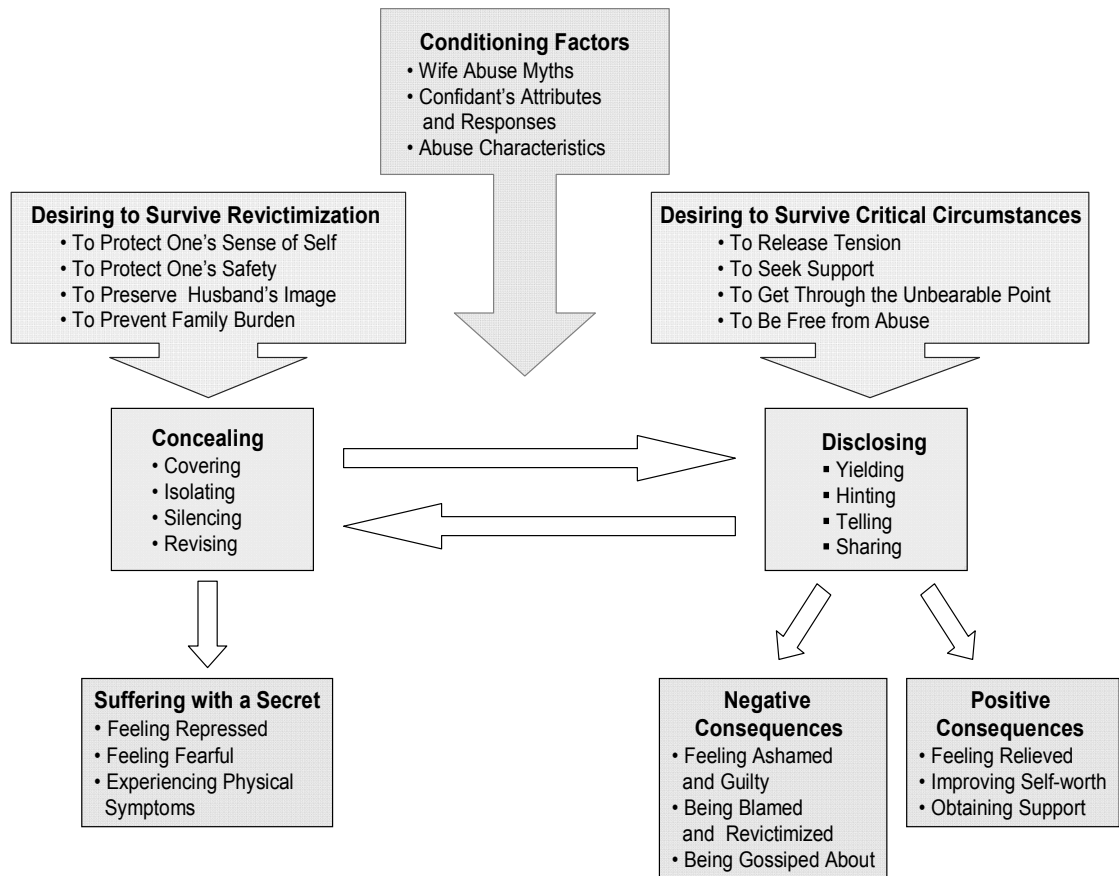 Conditioning Factors
• Wife Abuse Myths
• Confidant's Attributes
and Responses
• Abuse Characteristics
Desiring to Survive Revictimization
• To Protect One's Sense of Self
• To Protect One's Safety
• To Preserve Husband's Image
• To Prevent Family Burden
Desiring to Survive Critical Circumstances
• To Release Tension
• To Seek Support
• To Get Through the Unbearable Point
• To Be Free from Abuse
Concealing
• Covering
• Isolating
• Silencing
• Revising
Disclosing
▪ Yielding
▪ Hinting
▪ Telling
▪ Sharing
Suffering with a Secret
• Feeling Repressed
• Feeling Fearful
• Experiencing Physical
Symptoms
Negative
Consequences
• Feeling Ashamed
and Guilty
• Being Blamed
and Revictimized
• Being Gossiped About
Positive
Consequences
• Feeling Relieved
• Improving Self-worth
• Obtaining Support